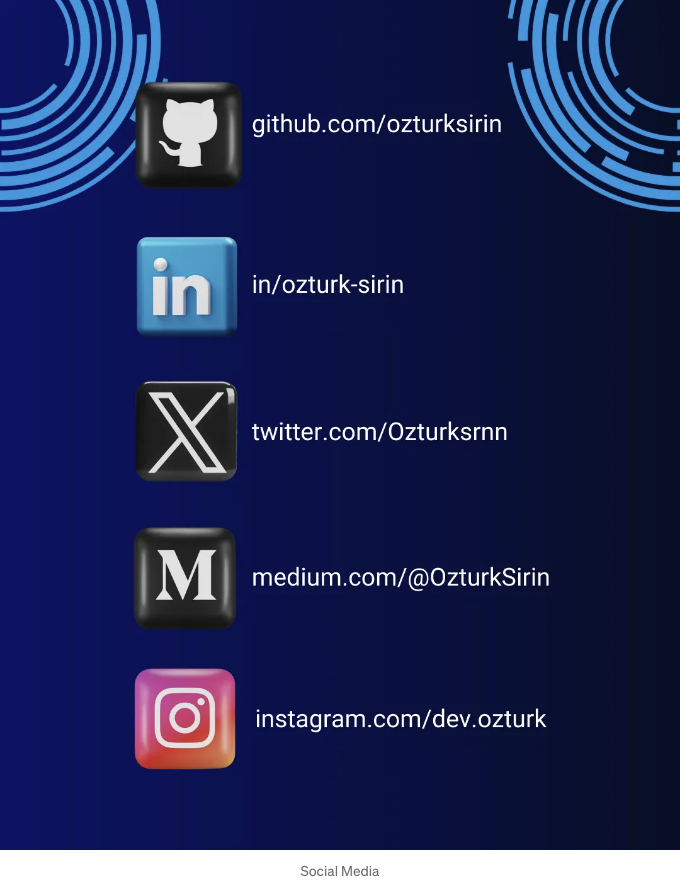 github.com/ozturksirin
in/ozturk-sirin
twitter.com/Ozturksrnn
medium.com/@OzturkSirin
instagram.com/dev.ozturk
Social Media